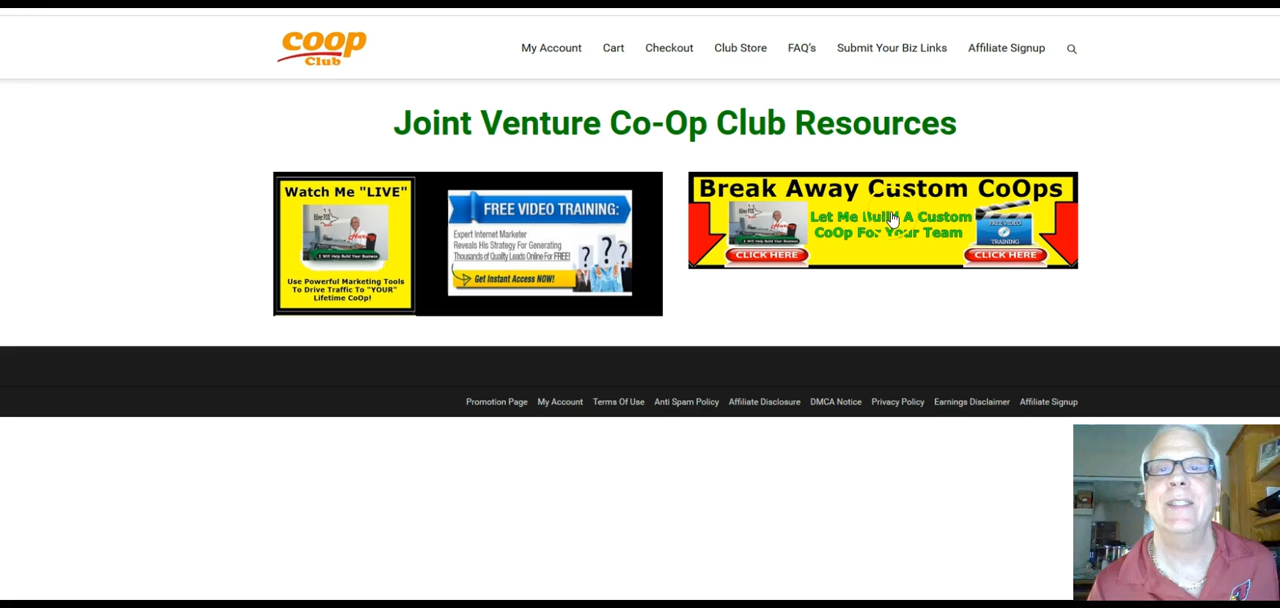 coop
Club
My Account
Cart
Checkout
Club Store
FAQ's
Submit Your Biz Links
Affiliate Signup
Joint Venture Co-Op Club Resources
Watch Me "LIVE"
Use Powerful Marketing Tools
To Drive Traffic To "YOUR"
Lifetime CoOp!
FREE VIDEO TRAINING:
Expert Internet Marketer
Reveals His Strategy For Generating
Thousands of Quality Leads Online For FREE!
Get Instant Access NOW!
? ? ?
Break Away Custom CoOps
Let Me Build A Custom
CoOp For Your Team
CLICK HERE
FREE VIDEO
TRAINING
CLICK HERE
Promotion Page
My Account
Terms Of Use
Anti Spam Policy
Affiliate Disclosure
DMCA Notice
Privacy Policy
Earnings Disclaimer
Affiliate Signup